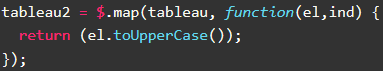 tableau2 = $.map(tableau, function(el,ind) {
  return (el.toUpperCase());
});